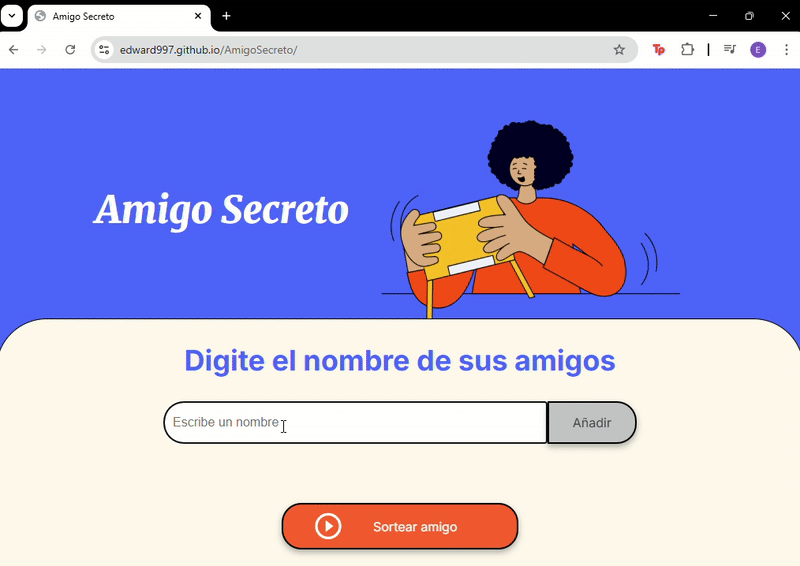 Amigo Secreto
edward997.github.io/AmigoSecreto/
E
Amigo Secreto
Digite el nombre de sus amigos
Escribe un nombre
Añadir
Sortear amigo